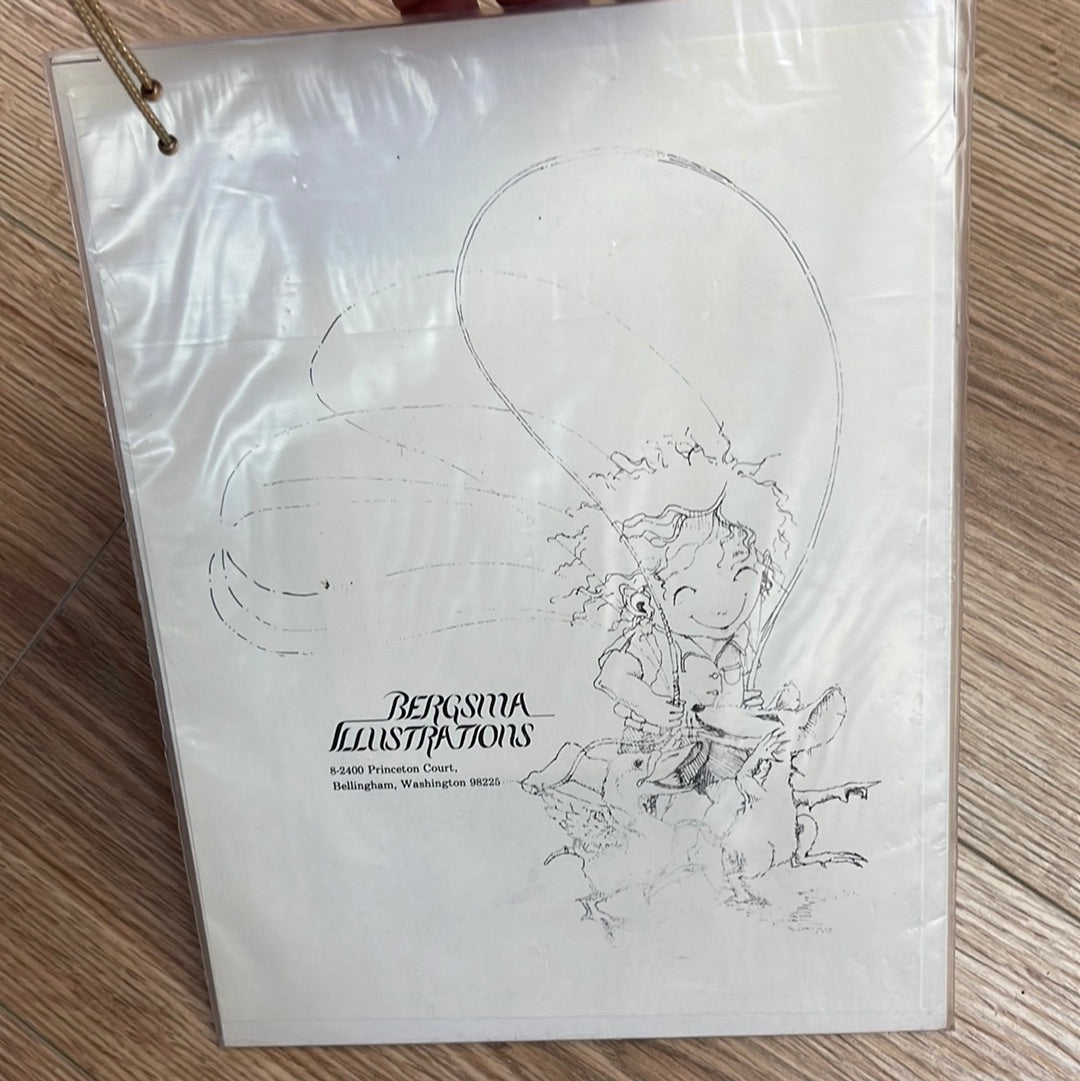 BERGSMA
ILLUSTRATIONS
8-2400 Princeton Court,
Bellingham, Washington 98225